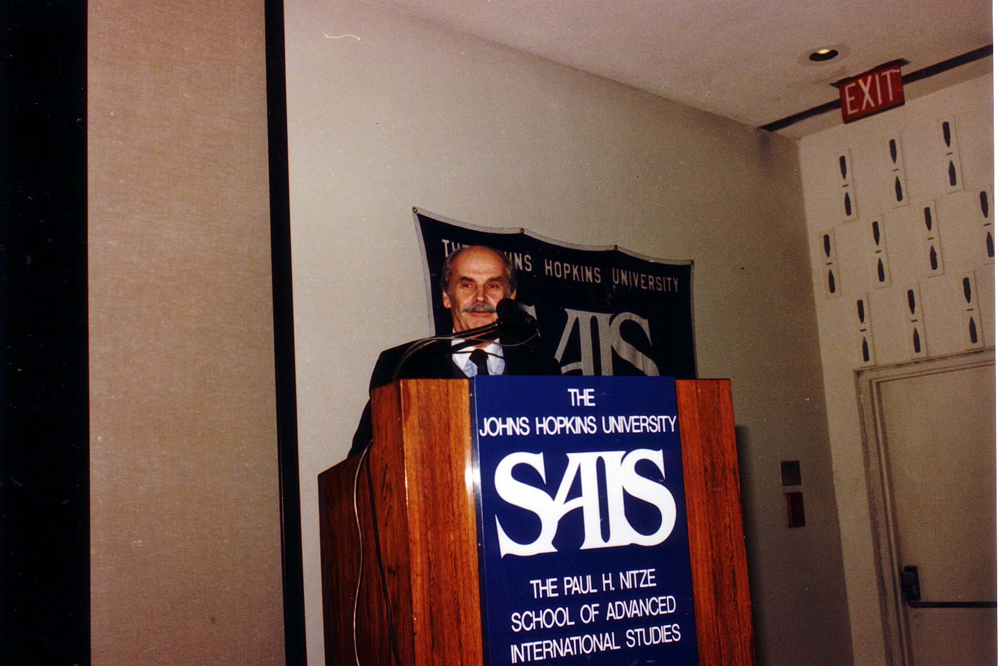 EXIT
HOPKINS UNIVERSITY
THE
JOHNS HOPKINS UNIVERSITY
SAIS
THE PAUL H. NITZE
SCHOOL OF ADVANCED
INTERNATIONAL STUDIES